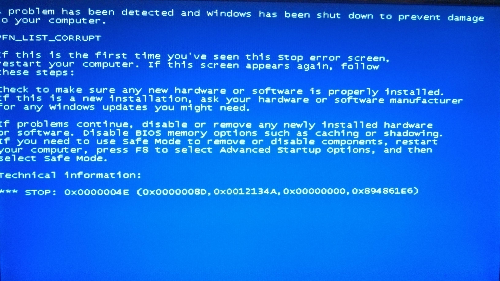 problem has been detected and windows has been shut down to prevent damage
to your computer.
PFN_LIST_CORRUPT
If this is the first time you've seen this Stop error screen,
restart your computer. If this screen appears again, follow
these steps:
Check to make sure any new hardware or software is properly installed.
If this is a new installation, ask your hardware or software manufacturer
for any Windows updates you might need.
If problems continue, disable or remove any newly installed hardware
or software. Disable BIOS memory options such as caching or shadowing.
If you need to use Safe Mode to remove or disable components, restart
your computer, press F8 to select Advanced Startup Options, and then
select Safe Mode.
Technical information:
*** STOP: 0x0000004E (0x0000008D,0x0012134A,0x00000000,0x894861E6)